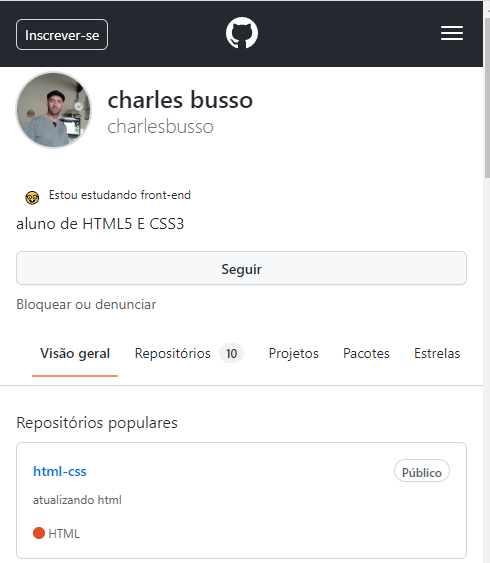 Inscrever-se
charles busso
charlesbusso
Estou estudando front-end
aluno de HTML5 E CSS3
Seguir
Bloquear ou denunciar
Visão geral Repositórios 10 Projetos Pacotes Estrelas
Repositórios populares
html-css Público
atualizando html
HTML